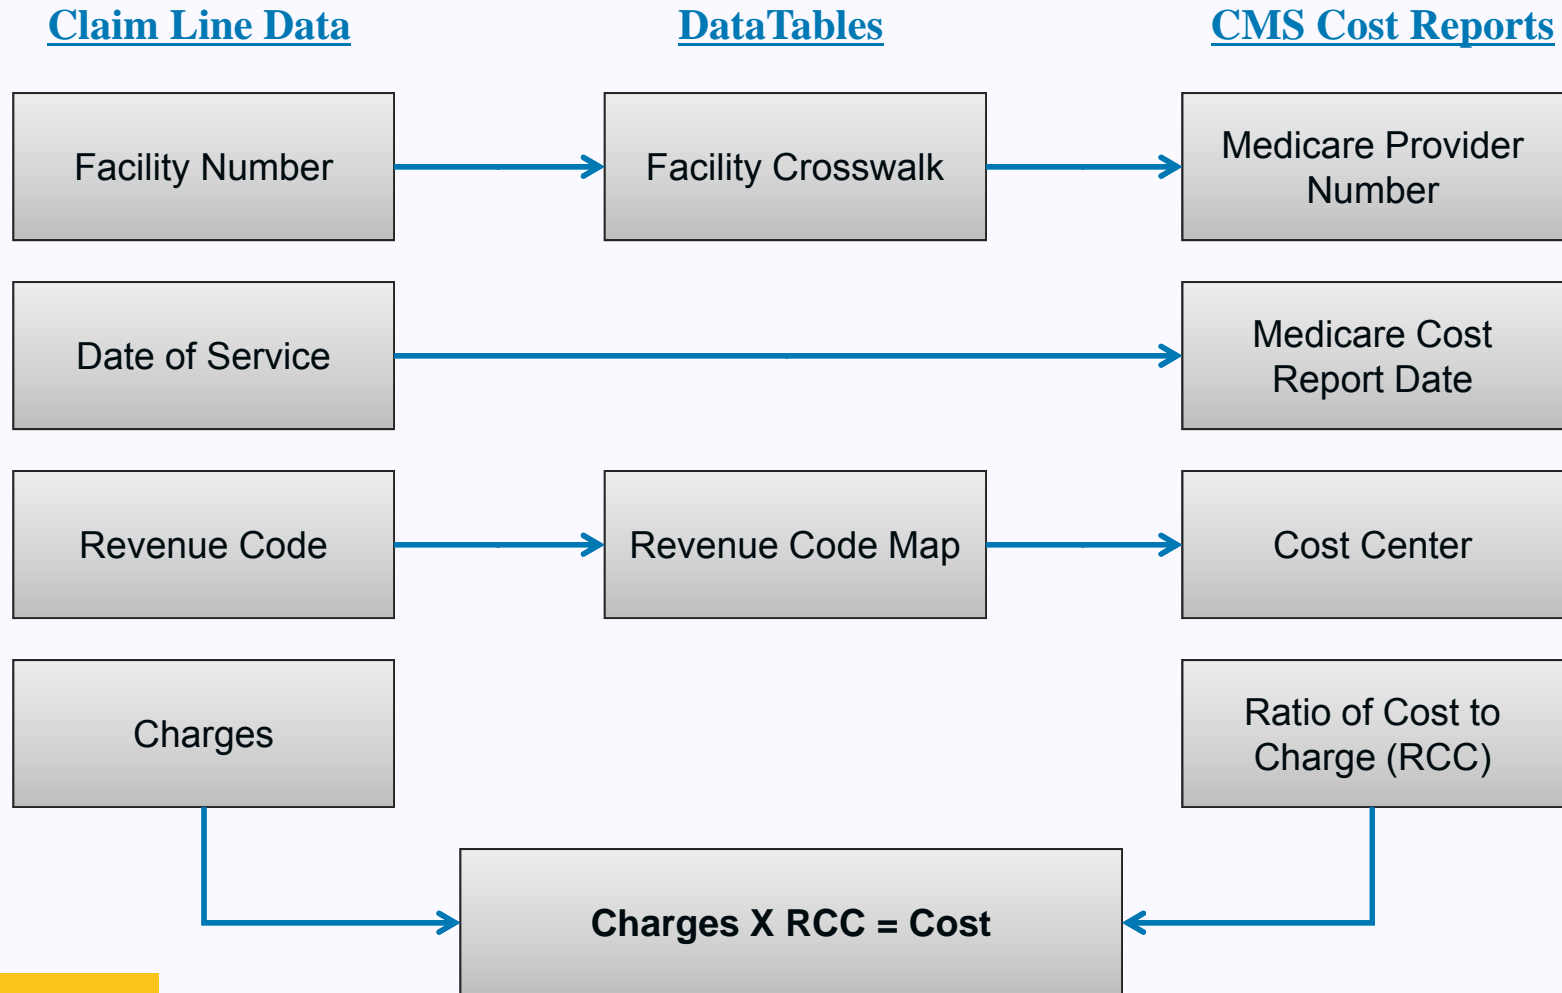 Claim Line Data
DataTables
CMS Cost Reports
Facility Number
Facility Crosswalk
Medicare Provider
Number
Date of Service
Medicare Cost
Report Date
Revenue Code
Revenue Code Map
Cost Center
Charges
Ratio of Cost to
Charge (RCC)
Charges X RCC = Cost